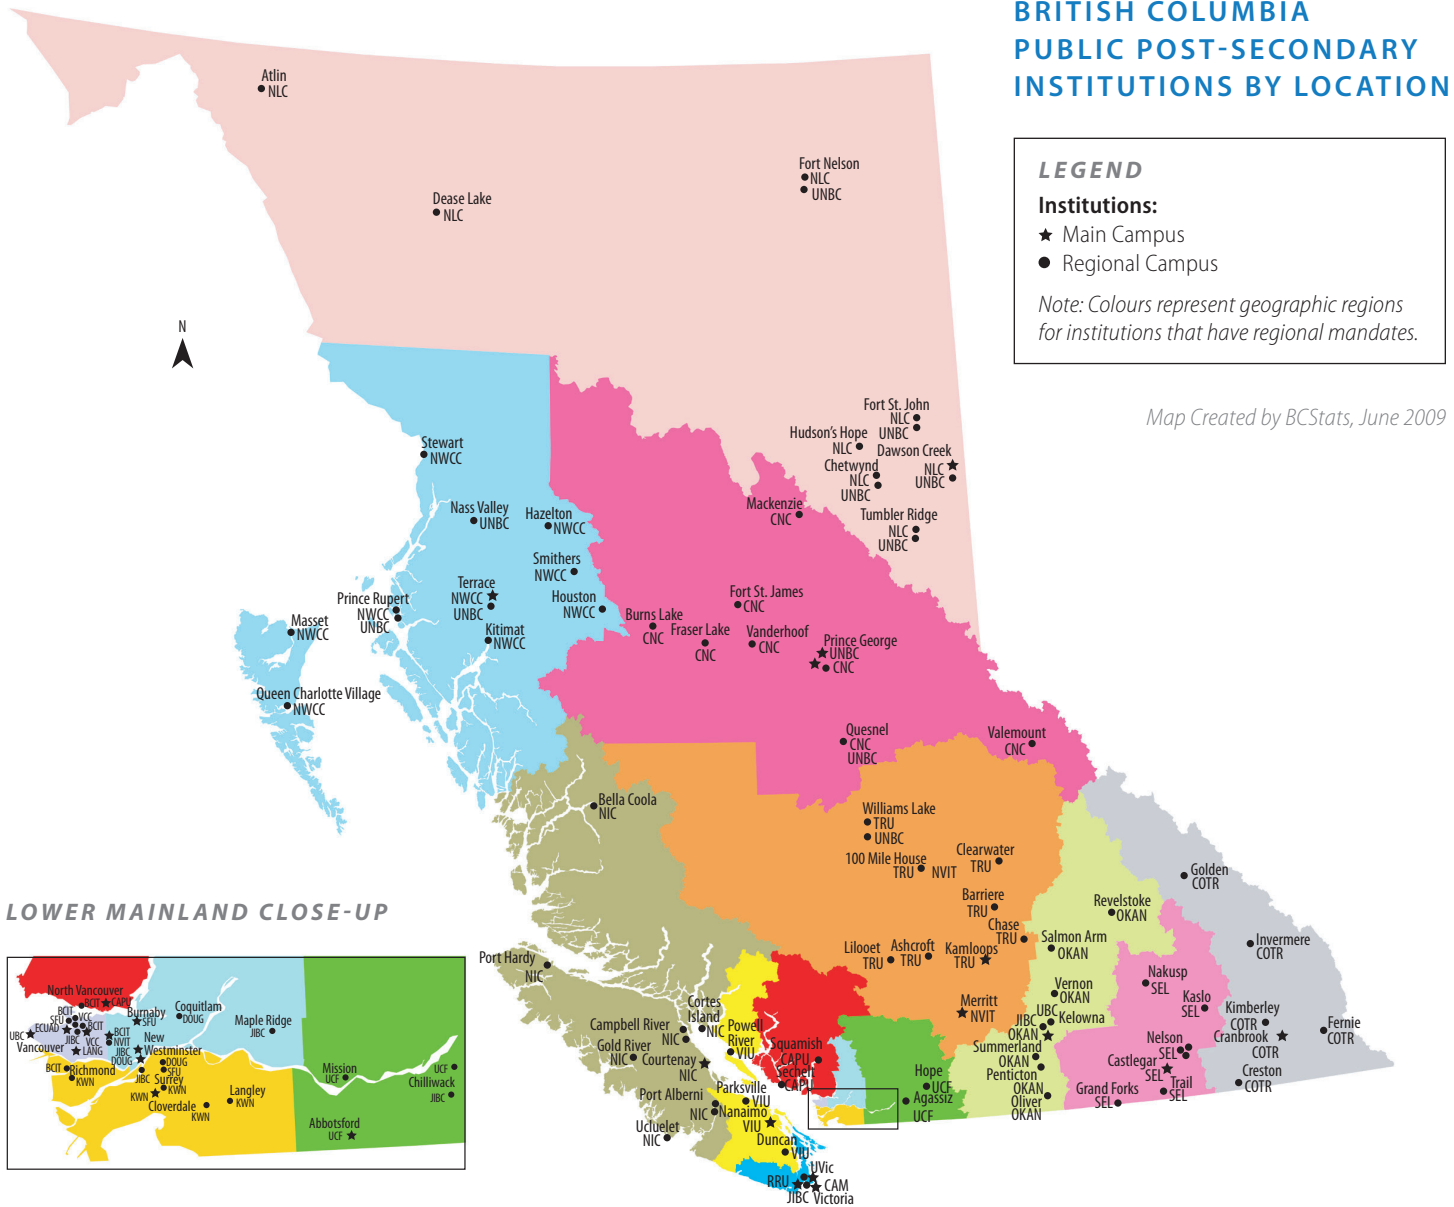 BRITISH COLUMBIA
PUBLIC POST-SECONDARY
INSTITUTIONS BY LOCATION
LEGEND
Institutions:
Main Campus
Regional Campus
Note: Colours represent geographic regions
for institutions that have regional mandates.
Map Created by BCStats, June 2009
N
Atlin
NLC
Dease Lake
NLC
Fort Nelson
NLC
UNBC
Fort St. John
NLC
UNBC
Hudson's Hope
NLC
Dawson Creek
NLC
UNBC
Chetwynd
NLC
UNBC
Tumbler Ridge
NLC
UNBC
Stewart
NWCC
Nass Valley
UNBC
Hazelton
NWCC
Smithers
NWCC
Terrace
NWCC
UNBC
Houston
NWCC
Prince Rupert
NWCC
UNBC
Kitimat
NWCC
Masset
NWCC
Queen Charlotte Village
NWCC
Mackenzie
CNC
Fort St. James
CNC
Burns Lake
CNC
Fraser Lake
CNC
Vanderhoof
CNC
Prince George
UNBC
CNC
Quesnel
CNC
UNBC
Valemount
CNC
Bella Coola
NIC
Williams Lake
TRU
UNBC
100 Mile House
TRU
NVIT
Clearwater
TRU
Barriere
TRU
Chase
TRU
Lilooet
TRU
Ashcroft
TRU
Kamloops
TRU
Merritt
NVIT
Revelstoke
OKAN
Salmon Arm
OKAN
Vernon
OKAN
UBC
JIBC
Kelowna
OKAN
Summerland
OKAN
Penticton
OKAN
Oliver
OKAN
Golden
COTR
Invermere
COTR
Kimberley
COTR
Cranbrook
COTR
Fernie
COTR
Creston
COTR
Nakusp
SEL
Kaslo
SEL
Nelson
SEL
Castlegar
SEL
Trail
SEL
Grand Forks
SEL
Port Hardy
NIC
Cortes
Island
NIC
Campbell River
NIC
Gold River
NIC
Courtenay
NIC
Port Alberni
NIC
Ucluelet
NIC
Powell
River
VIU
Parksville
VIU
Nanaimo
VIU
Duncan
VIU
Squamish
CAPU
Sechelt
CAPU
Hope
UCF
Agassiz
UCF
UVic
RRU
CAM
JIBC
Victoria
LOWER MAINLAND CLOSE-UP
North Vancouver
BCIT
CAPU
BCIT
SFU
VCC
ECUAD
BCIT
UBC
JIBC
VCC
Vancouver
LANG
Burnaby
SFU
BCIT
NVIT
JIBC
New
Westminster
DOUG
DOUG
SFU
JIBC
Coquitlam
DOUG
Maple Ridge
JIBC
BCIT
Richmond
KWN
Surrey
KWN
KWN
Cloverdale
KWN
Langley
KWN
Mission
UCF
UCF
Chilliwack
JIBC
Abbotsford
UCF